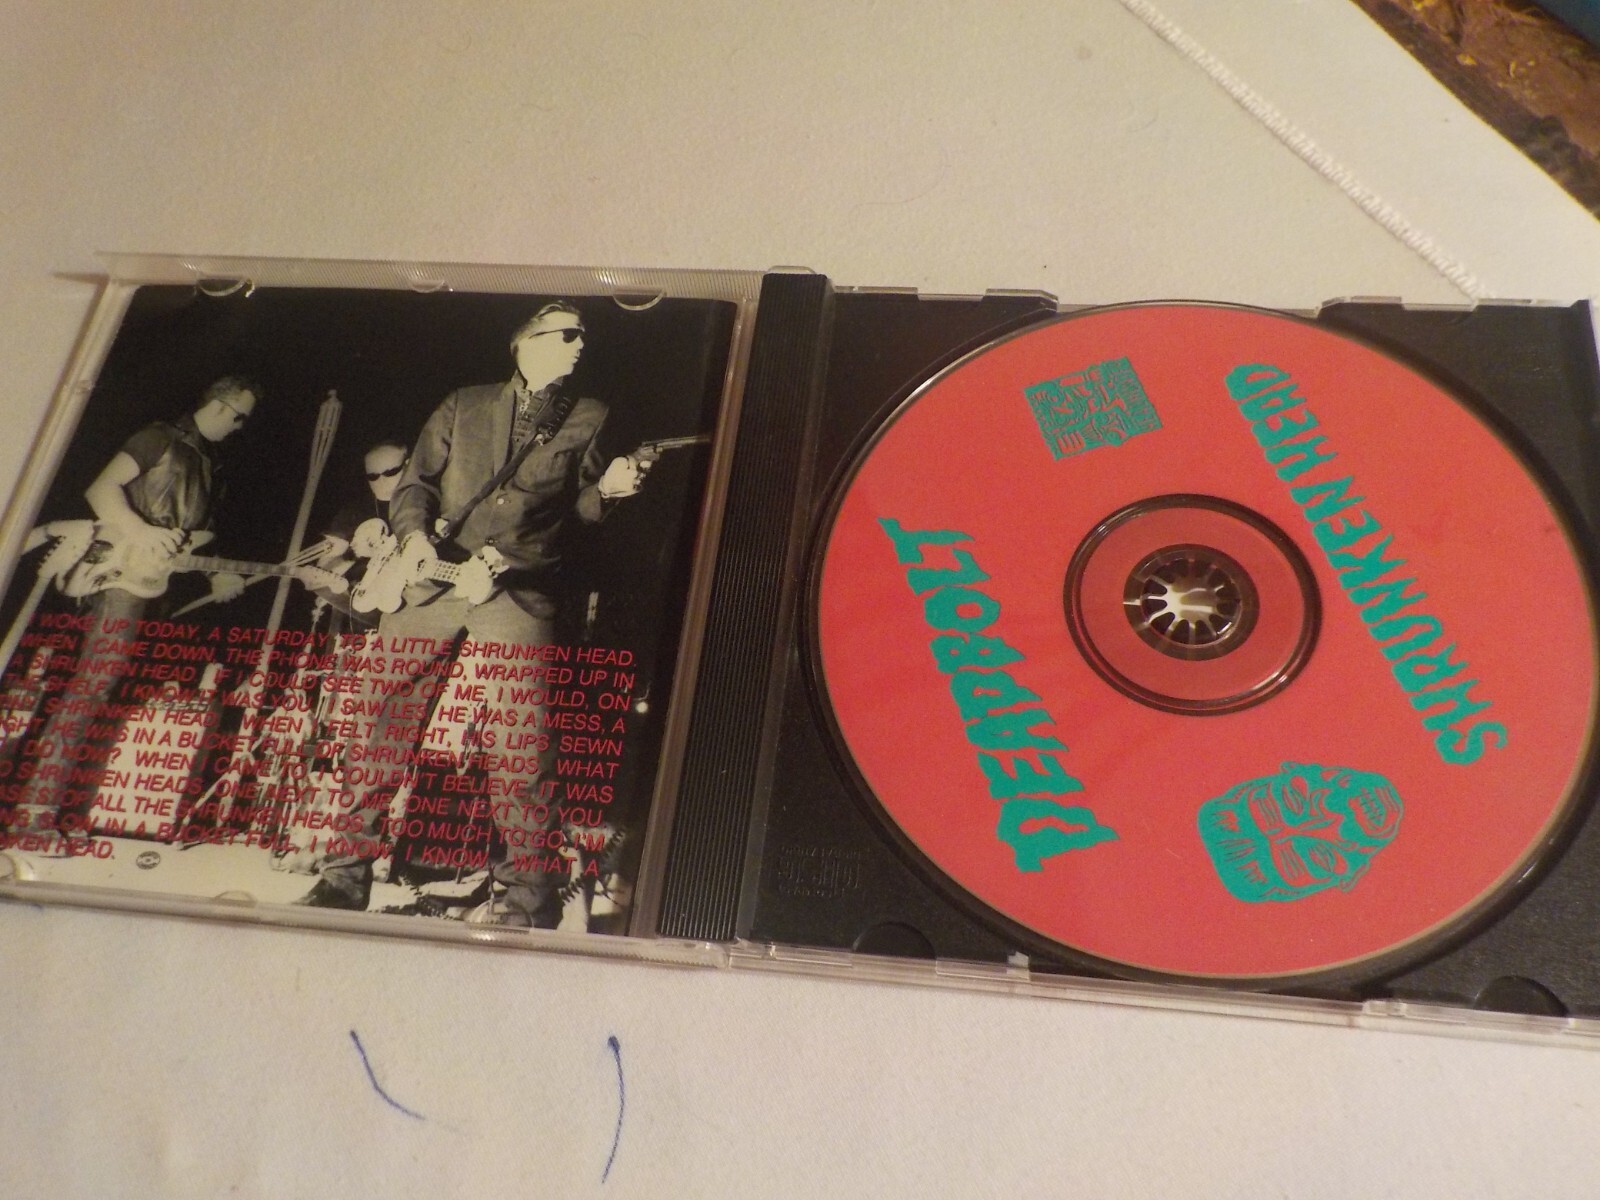 I WOKE UP TODAY, A SATURDAY, TO A LITTLE SHRUNKEN HEAD.
WHEN I CAME DOWN, THE PHONE WAS ROUND, WRAPPED UP IN
A SHRUNKEN HEAD. IF I COULD SEE TWO OF ME, I WOULD, ON
THE SHELF. I KNOW IT WAS YOU. I SAW LES, HE WAS A MESS, A
SHRUNKEN HEAD. WHEN I FELT RIGHT, HIS LIPS SEWN
HE WAS IN A BUCKET FULL OF SHRUNKEN HEADS. WHAT
DID NOW? WHEN I CAME TO, I COULDN'T BELIEVE, IT WAS
SHRUNKEN HEADS, ONE NEXT TO ME, ONE NEXT TO YOU.
STOP ALL THE SHRUNKEN HEADS. TOO MUCH TO GO, I'M
SLOW IN A BUCKET FULL, I KNOW, I KNOW. WHAT A
HEAD.
DEADBOLT
SHRUNKEN HEAD